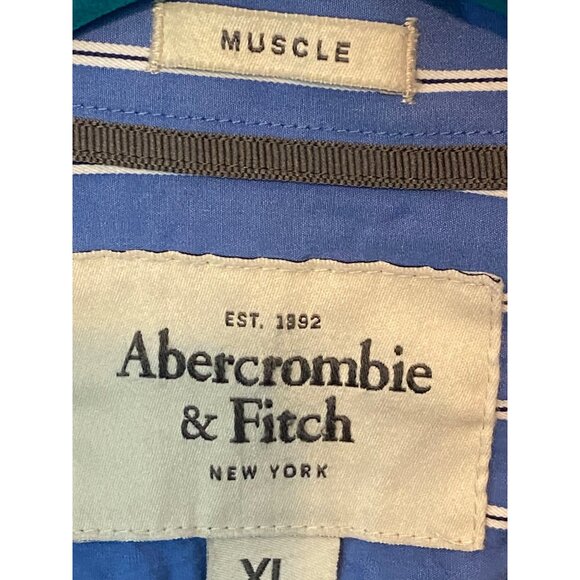 MUSCLE
EST. 1892
Abercrombie
& Fitch
NEW YORK
XL